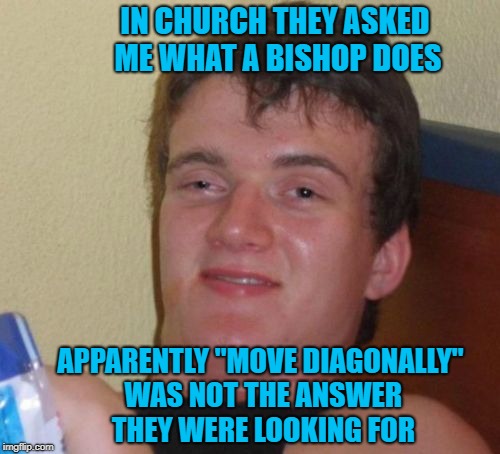 IN CHURCH THEY ASKED
ME WHAT A BISHOP DOES
APPARENTLY "MOVE DIAGONALLY"
WAS NOT THE ANSWER
THEY WERE LOOKING FOR
imgflip.com